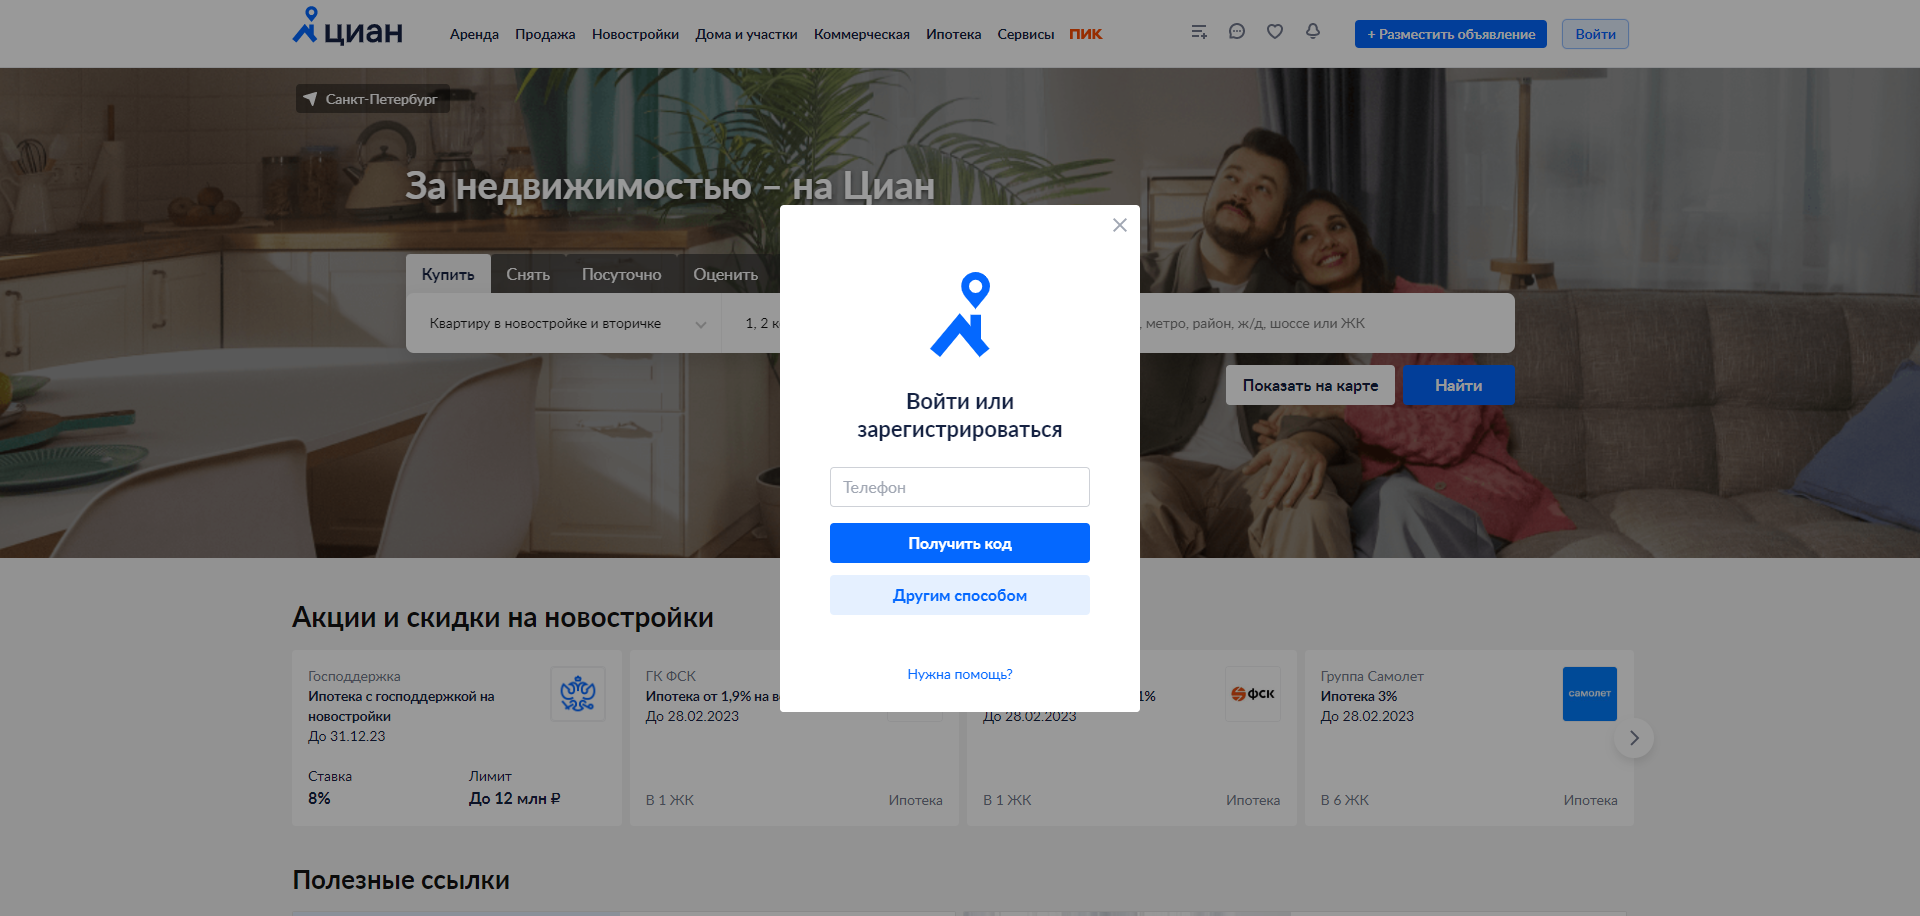 циан
Аренда Продажа Новостройки Дома и участки Коммерческая Ипотека Сервисы ПИК
+ Разместить объявление
Войти
Санкт-Петербург
За недвижимостью – на Циан
Купить Снять Посуточно Оценить
Квартиру в новостройке и вторичке
1, 2
, метро, район, ж/д, шоссе или ЖК
Показать на карте
Найти
Войти или
зарегистрироваться
Телефон
Получить код
Другим способом
Нужна помощь?
Акции и скидки на новостройки
Господдержка
Ипотека с господдержкой на
новостройки
До 31.12.23
Ставка Лимит
8% До 12 млн ₽
ГК ФСК
Ипотека от 1,9% на
До 28.02.2023
В 1 ЖК Ипотека
1%
До 28.02.2023
ФСК
В 1 ЖК Ипотека
Группа Самолет
Ипотека 3%
До 28.02.2023
самолет
В 6 ЖК Ипотека
Полезные ссылки